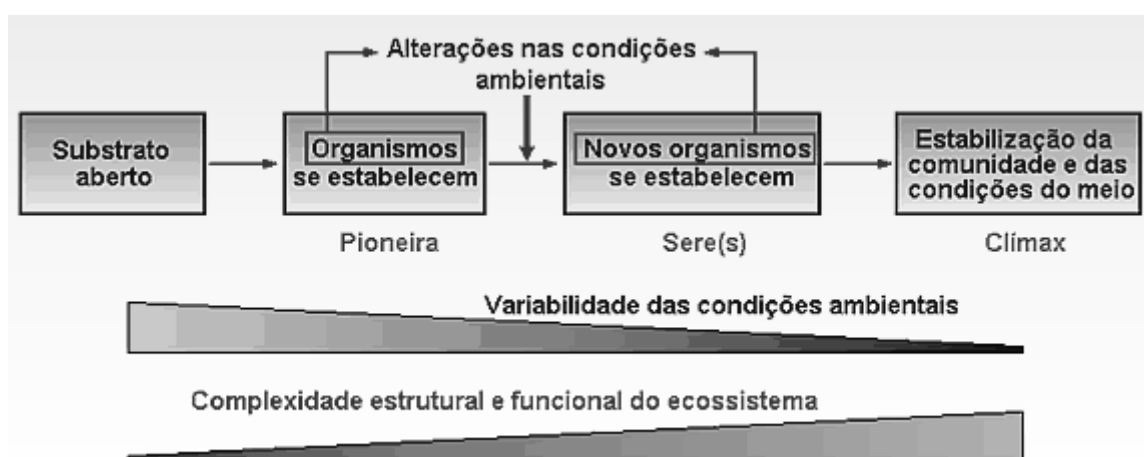 Alterações nas condições
ambientais
Substrato
aberto
Organismos
se estabelecem
Novos organismos
se estabelecem
Estabilização da
comunidade e das
condições do meio
Pioneira
Sere(s)
Clímax
Variabilidade das condições ambientais
Complexidade estrutural e funcional do ecossistema